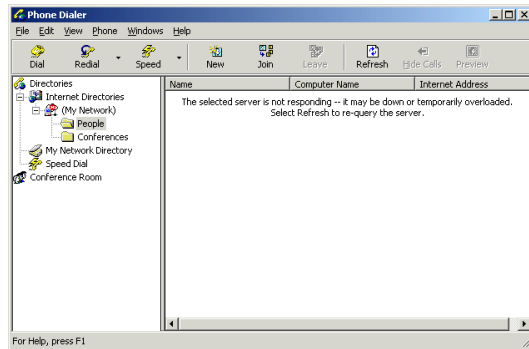 Phone Dialer
File Edit View Phone Windows Help
Dial Redial Speed New Join Leave Refresh Hide Calls Preview
Directories
Internet Directories
(My Network)
People
Conferences
My Network Directory
Speed Dial
Conference Room
Name Computer Name Internet Address
The selected server is not responding -- it may be down or temporarily overloaded.
Select Refresh to re-query the server.
For Help, press F1